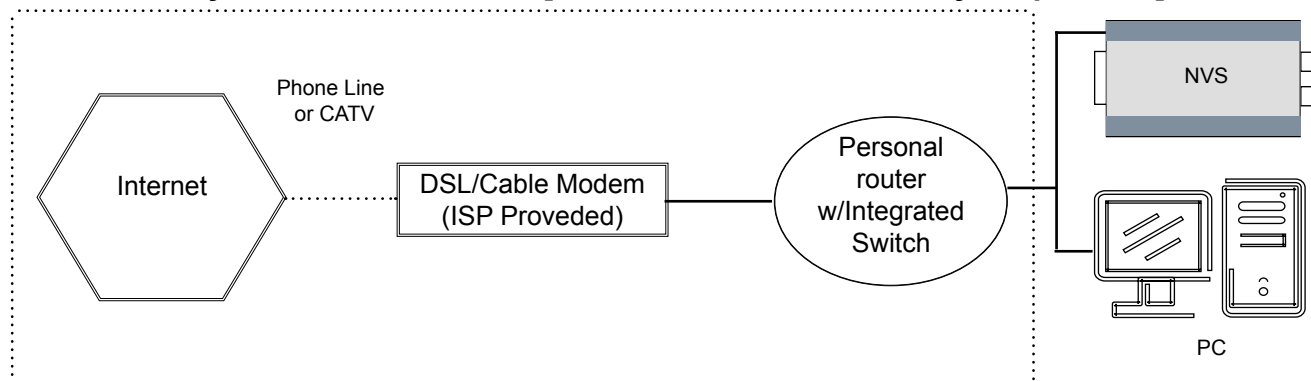 Phone Line
or CATV
Internet
DSL/Cable Modem
(ISP Proveded)
Personal
router
w/Integrated
Switch
NVS
PC